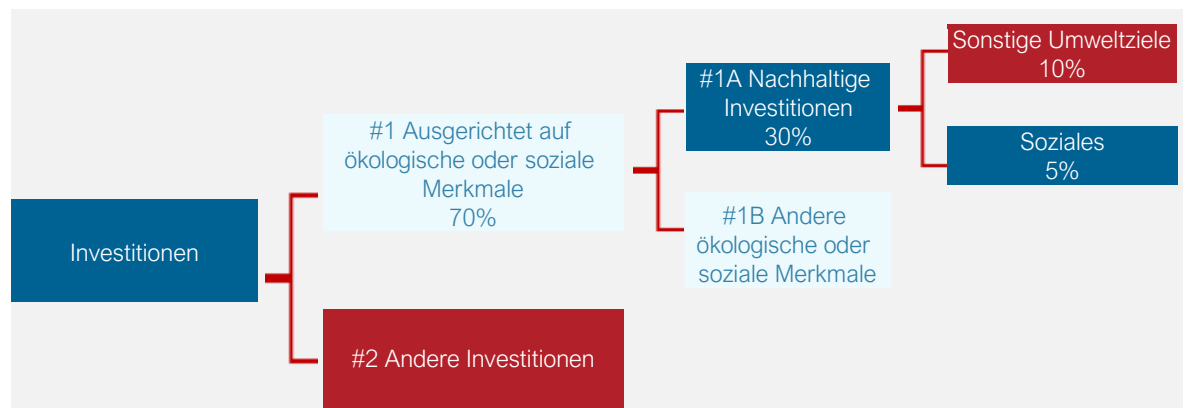 Investitionen
#1 Ausgerichtet auf
ökologische oder soziale
Merkmale
70%
#2 Andere Investitionen
#1A Nachhaltige
Investitionen
30%
#1B Andere
ökologische oder
soziale Merkmale
Sonstige Umweltziele
10%
Soziales
5%